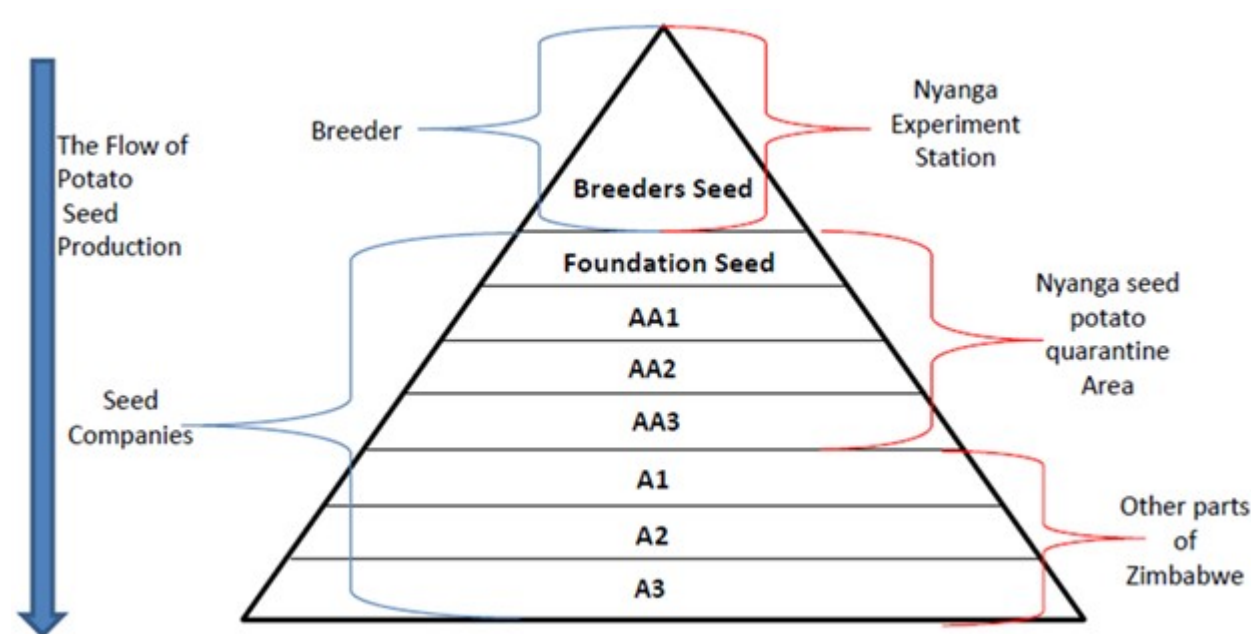 The Flow of
Potato
Seed
Production
Breeder
Seed
Companies
Breeders Seed
Foundation Seed
AA1
AA2
AA3
A1
A2
A3
Nyanga
Experiment
Station
Nyanga seed
potato
quarantine
Area
Other parts
of
Zimbabwe